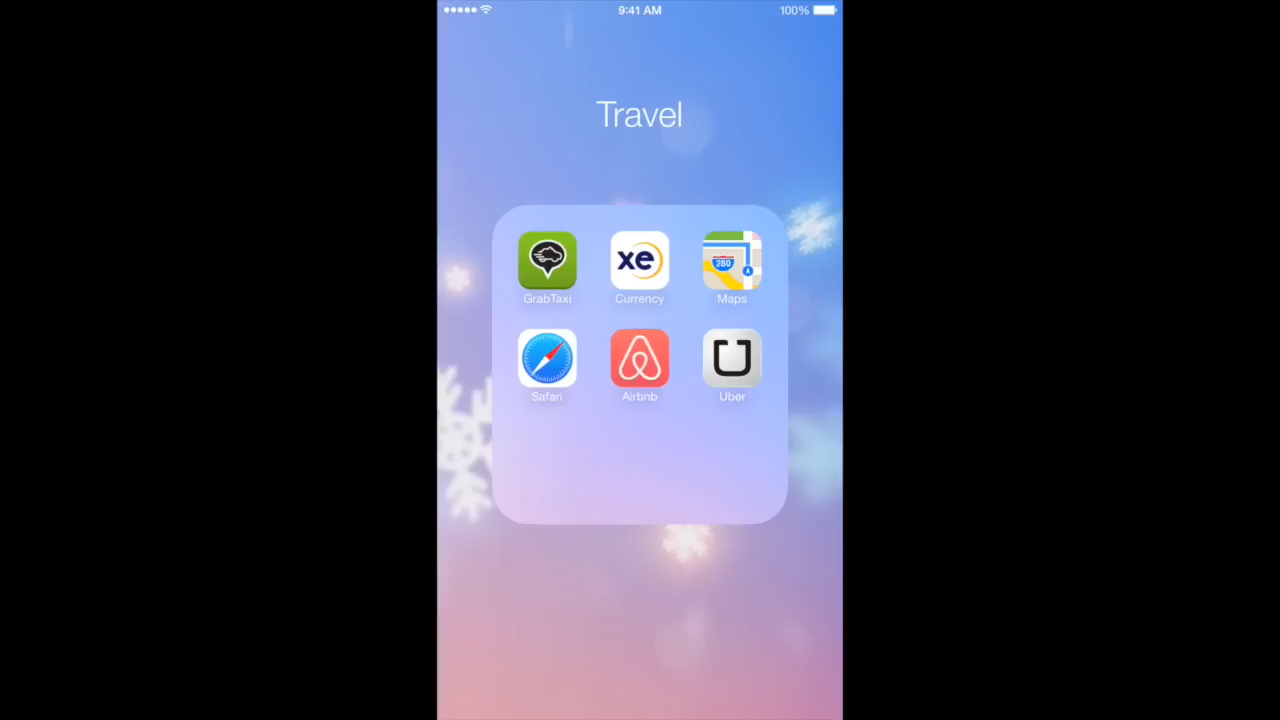 9:41 AM 100%
Travel
xe 280
GrabTaxi Currency Maps
Safari Airbnb Uber